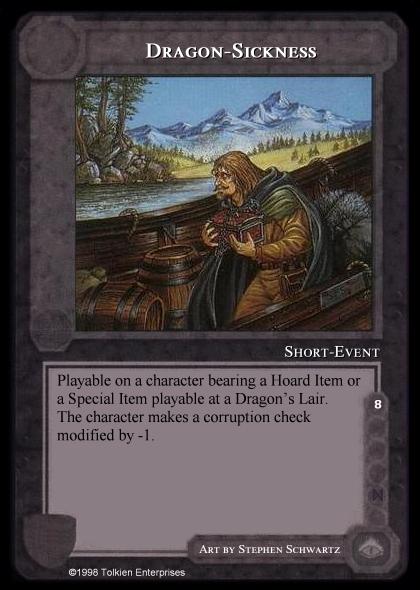 Dragon-Sickness
Short-Event
Playable on a character bearing a Hoard Item or
a Special Item playable at a Dragon's Lair.
The character makes a corruption check
modified by -1.
8
N
Art by Stephen Schwartz
©1998 Tolkien Enterprises